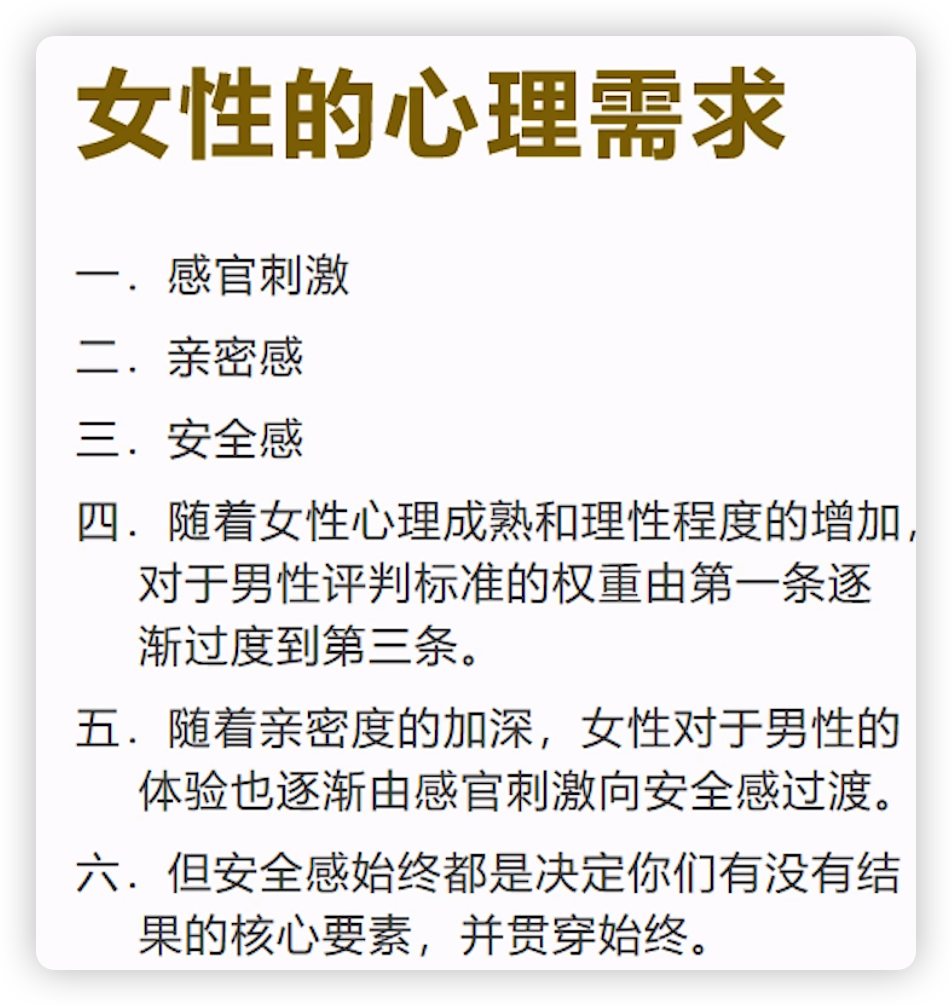 女性的心理需求
一. 感官刺激
二. 亲密感
三. 安全感
四. 随着女性心理成熟和理性程度的增加,
对于男性评判标准的权重由第一条逐
渐过度到第三条。
五. 随着亲密度的加深，女性对于男性的
体验也逐渐由感官刺激向安全感过渡。
六. 但安全感始终都是决定你们有没有结
果的核心要素，并贯穿始终。